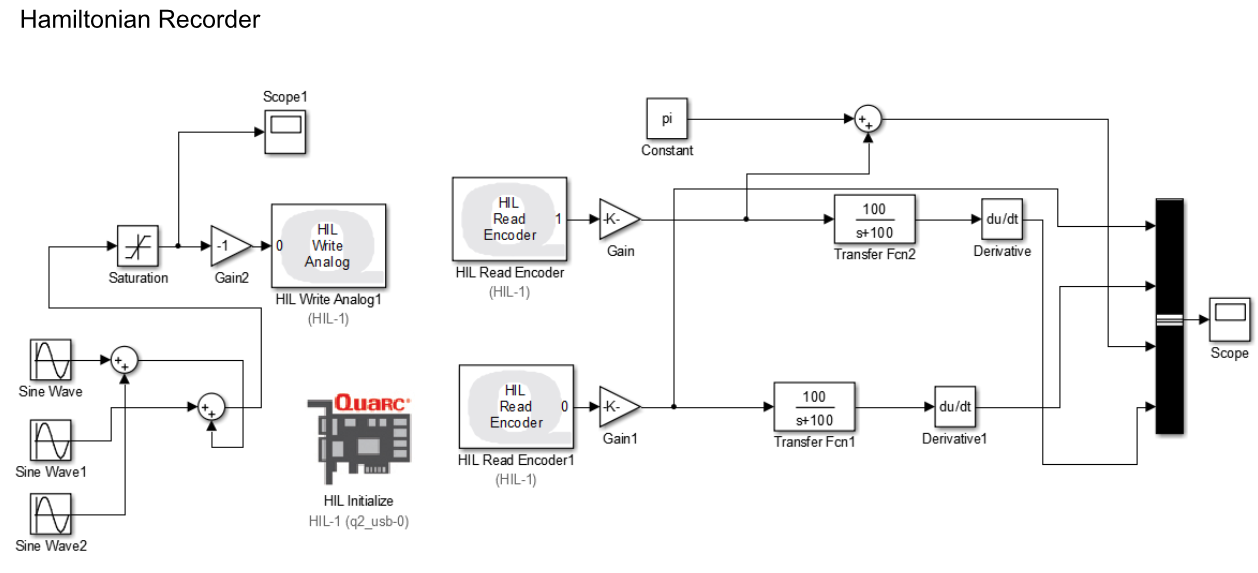 Hamiltonian Recorder
Scope1
pi
Constant
+
+
HIL
Read
Encoder
1
HIL Read Encoder
(HIL-1)
-K-
Gain
100
s+100
Transfer Fcn2
du/dt
Derivative
Saturation
-1
Gain2
0
HIL
Write
Analog
HIL Write Analog1
(HIL-1)
Scope
Sine Wave
+
+
Sine Wave1
+
+
Sine Wave2
QUARC
HIL Initialize
HIL-1 (q2_usb-0)
HIL
Read
Encoder
0
HIL Read Encoder1
(HIL-1)
-K-
Gain1
100
s+100
Transfer Fcn1
du/dt
Derivative1